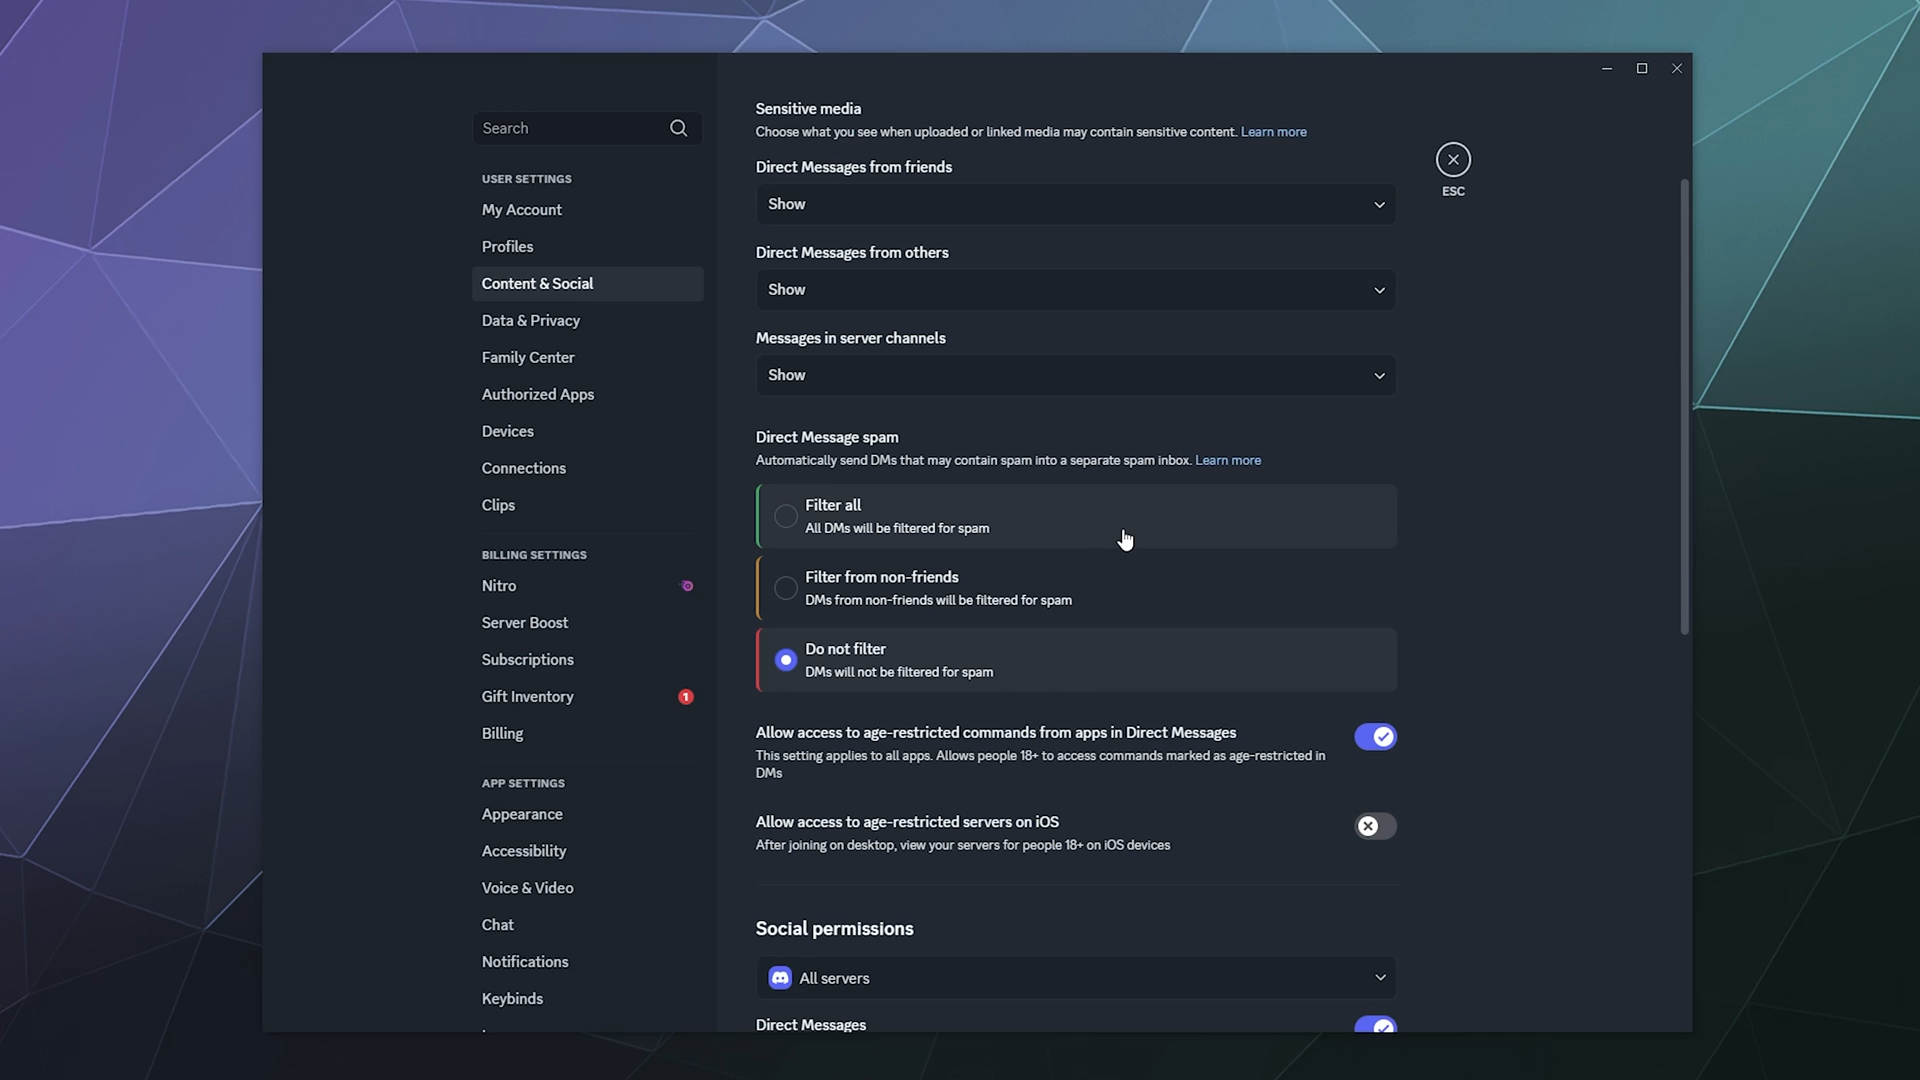 Search
USER SETTINGS
My Account
Profiles
Content & Social
Data & Privacy
Family Center
Authorized Apps
Devices
Connections
Clips
BILLING SETTINGS
Nitro
Server Boost
Subscriptions
Gift Inventory 1
Billing
APP SETTINGS
Appearance
Accessibility
Voice & Video
Chat
Notifications
Keybinds
Sensitive media
Choose what you see when uploaded or linked media may contain sensitive content. Learn more
Direct Messages from friends
Show
Direct Messages from others
Show
Messages in server channels
Show
Direct Message spam
Automatically send DMs that may contain spam into a separate spam inbox. Learn more
Filter all
All DMs will be filtered for spam
Filter from non-friends
DMs from non-friends will be filtered for spam
Do not filter
DMs will not be filtered for spam
Allow access to age-restricted commands from apps in Direct Messages
This setting applies to all apps. Allows people 18+ to access commands marked as age-restricted in
DMs
Allow access to age-restricted servers on iOS
After joining on desktop, view your servers for people 18+ on iOS devices
Social permissions
All servers
Direct Messages
ESC